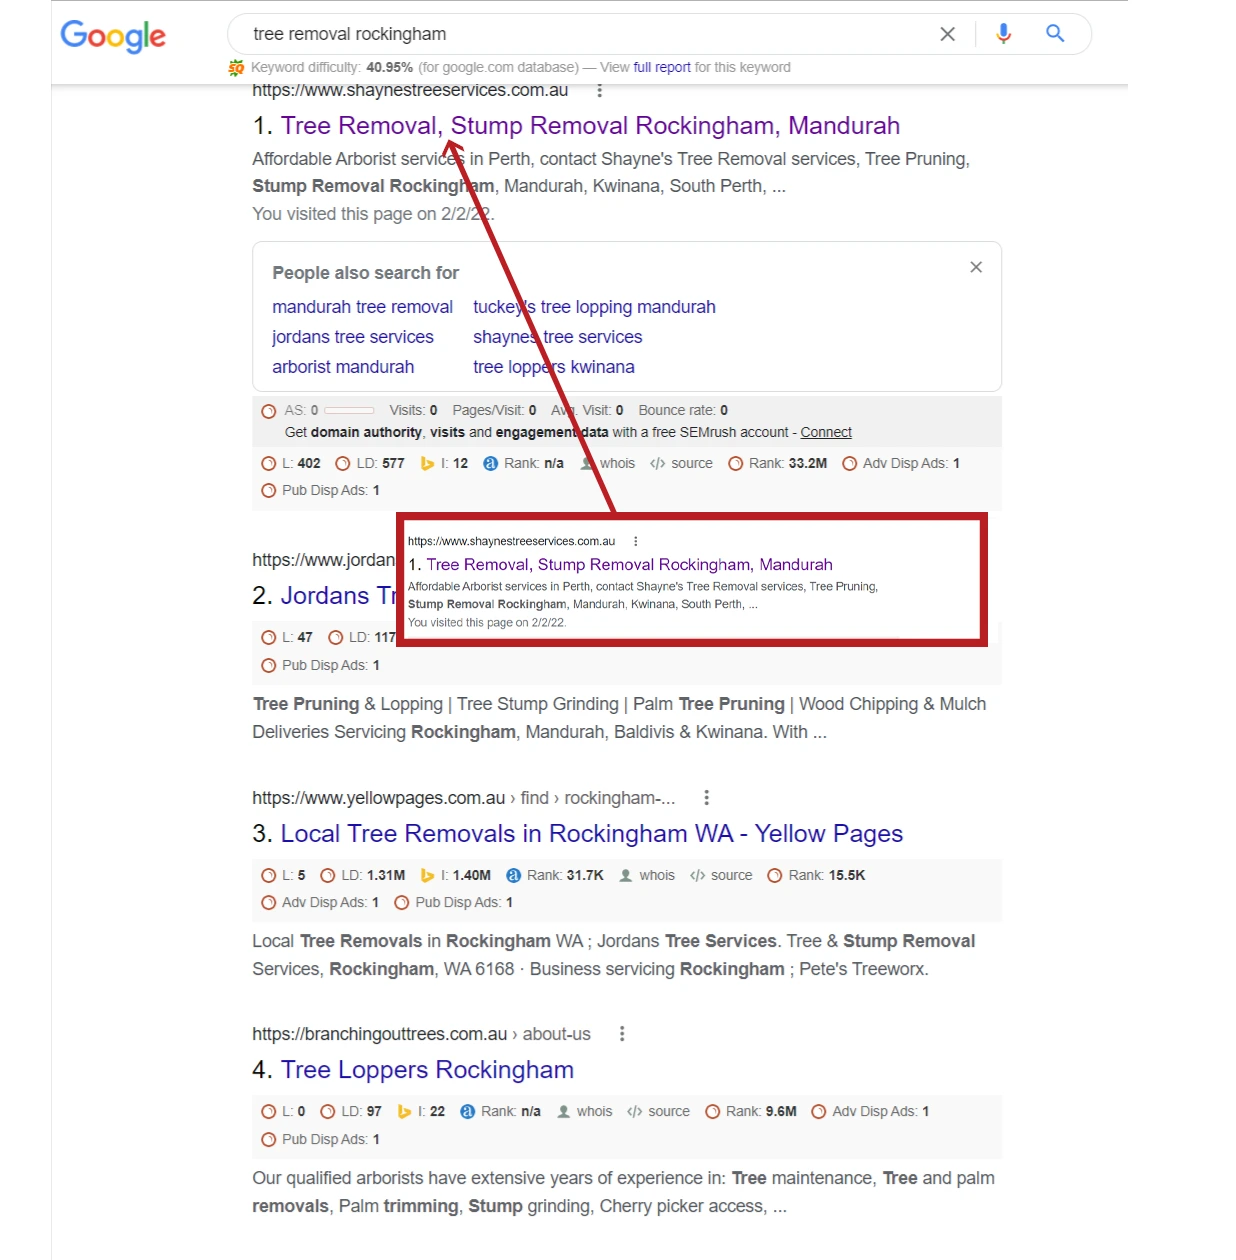 Google
tree removal rockingham
SQ Keyword difficulty: 40.95% (for google.com database) — View full report for this keyword
https://www.shaynestreeservices.com.au
1. Tree Removal, Stump Removal Rockingham, Mandurah
Affordable Arborist services in Perth, contact Shayne's Tree Removal services, Tree Pruning,
Stump Removal Rockingham, Mandurah, Kwinana, South Perth, ...
You visited this page on 2/2/22.
People also search for
mandurah tree removal tuckey's tree lopping mandurah
jordans tree services shaynes tree services
arborist mandurah tree loppers kwinana
AS: 0 Visits: 0 Pages/Visit: 0 Avg. Visit: 0 Bounce rate: 0
Get domain authority, visits and engagement data with a free SEMrush account - Connect
L: 402 LD: 577 I: 12 a Rank: n/a whois </> source Rank: 33.2M Adv Disp Ads: 1
Pub Disp Ads: 1
https://www.shaynestreeservices.com.au
1. Tree Removal, Stump Removal Rockingham, Mandurah
Affordable Arborist services in Perth, contact Shayne's Tree Removal services, Tree Pruning,
Stump Removal Rockingham, Mandurah, Kwinana, South Perth, ...
You visited this page on 2/2/22.
https://www.jordan
2. Jordans Tr
L: 47 LD: 117
Pub Disp Ads: 1
Tree Pruning & Lopping | Tree Stump Grinding | Palm Tree Pruning | Wood Chipping & Mulch
Deliveries Servicing Rockingham, Mandurah, Baldivis & Kwinana. With ...
https://www.yellowpages.com.au › find › rockingham-...
3. Local Tree Removals in Rockingham WA - Yellow Pages
L: 5 LD: 1.31M I: 1.40M a Rank: 31.7K whois </> source Rank: 15.5K
Adv Disp Ads: 1 Pub Disp Ads: 1
Local Tree Removals in Rockingham WA ; Jordans Tree Services. Tree & Stump Removal
Services, Rockingham, WA 6168 · Business servicing Rockingham ; Pete's Treeworx.
https://branchingouttrees.com.au › about-us
4. Tree Loppers Rockingham
L: 0 LD: 97 I: 22 a Rank: n/a whois </> source Rank: 9.6M Adv Disp Ads: 1
Pub Disp Ads: 1
Our qualified arborists have extensive years of experience in: Tree maintenance, Tree and palm
removals, Palm trimming, Stump grinding, Cherry picker access, ...